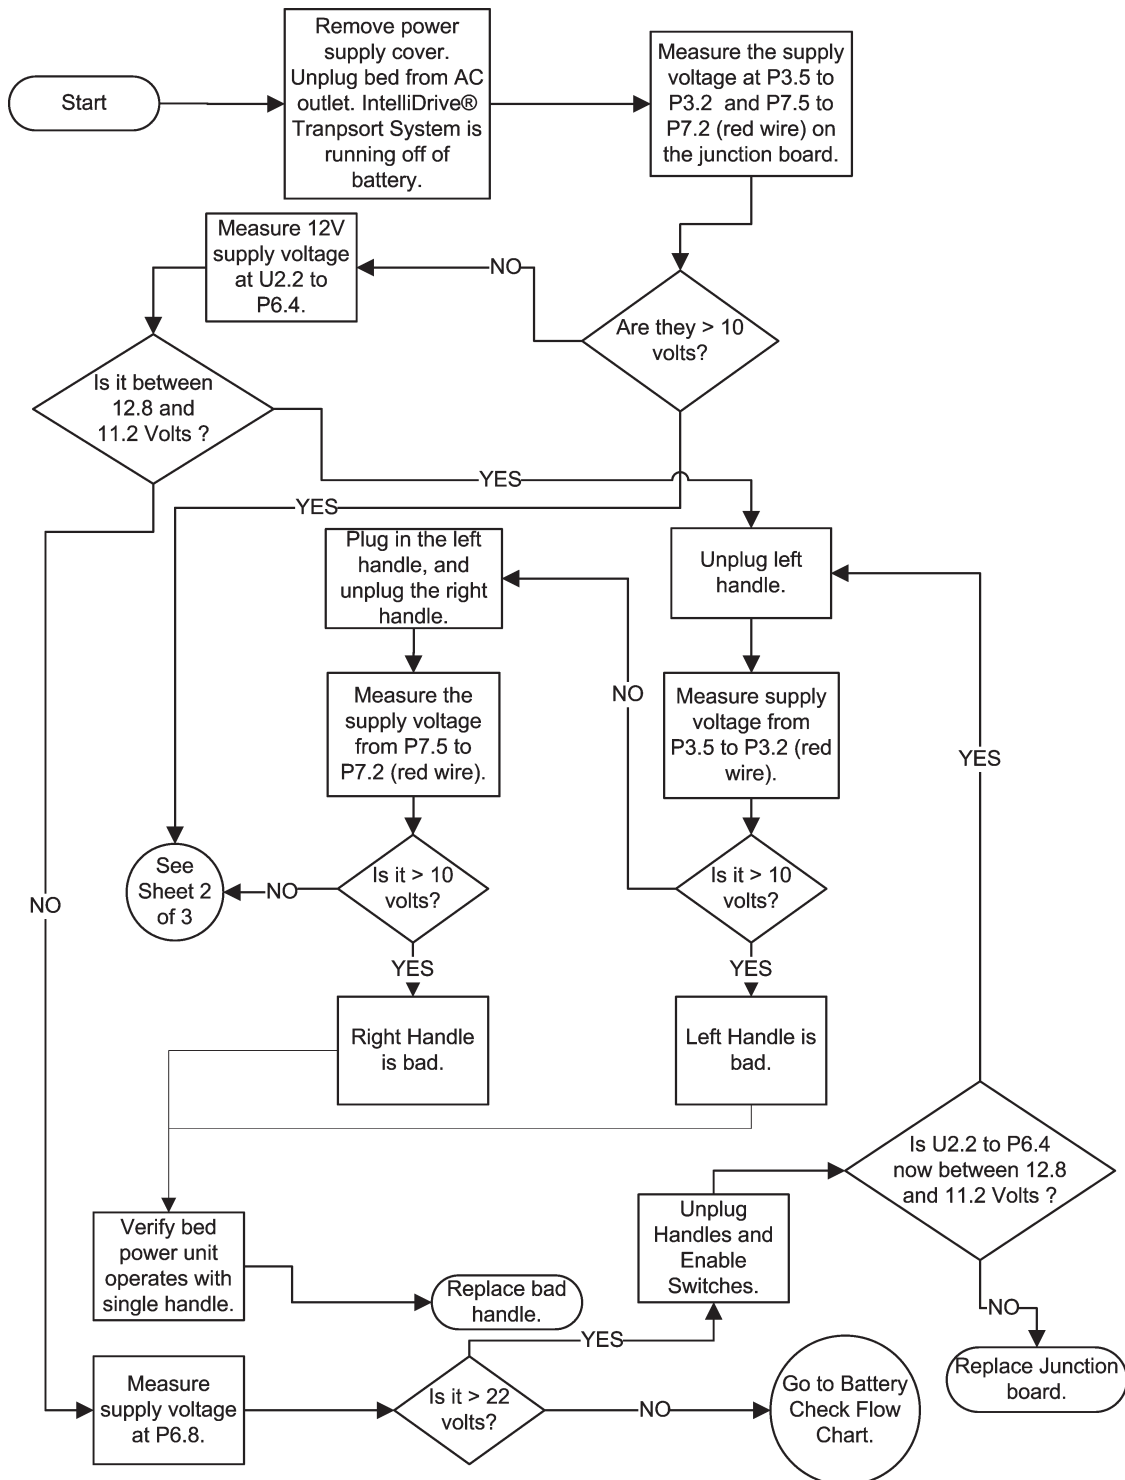 Start
Remove power
supply cover.
Unplug bed from AC
outlet. IntelliDrive®
Tranpsort System is
running off of
battery.
Measure the supply
voltage at P3.5 to
P3.2 and P7.5 to
P7.2 (red wire) on
the junction board.
Measure 12V
supply voltage
at U2.2 to
P6.4.
NO
Are they > 10
volts?
Is it between
12.8 and
11.2 Volts ?
YES
YES
Plug in the left
handle, and
unplug the right
handle.
Unplug left
handle.
Measure the
supply voltage
from P7.5 to
P7.2 (red wire).
NO
Measure supply
voltage from
P3.5 to P3.2 (red
wire).
YES
See
Sheet 2
of 3
NO
Is it > 10
volts?
Is it > 10
volts?
NO
YES
YES
Right Handle
is bad.
Left Handle is
bad.
Is U2.2 to P6.4
now between 12.8
and 11.2 Volts ?
Verify bed
power unit
operates with
single handle.
Replace bad
handle.
Unplug
Handles and
Enable
Switches.
YES
NO
Measure
supply voltage
at P6.8.
Is it > 22
volts?
NO
Go to Battery
Check Flow
Chart.
Replace Junction
board.